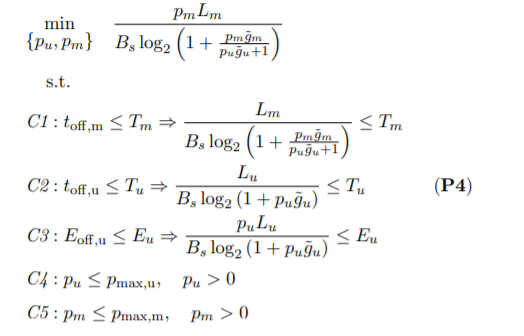 min {p_u, p_m} p_m L_m / (B_s log_2 (1 + p_m g̃_m / (p_u g̃_u + 1)))
s.t.
C1 : t_off,m ≤ T_m ⇒ L_m / (B_s log_2 (1 + p_m g̃_m / (p_u g̃_u + 1))) ≤ T_m
C2 : t_off,u ≤ T_u ⇒ L_u / (B_s log_2 (1 + p_u g̃_u)) ≤ T_u (P4)
C3 : E_off,u ≤ E_u ⇒ p_u L_u / (B_s log_2 (1 + p_u g̃_u)) ≤ E_u
C4 : p_u ≤ p_max,u, p_u > 0
C5 : p_m ≤ p_max,m, p_m > 0